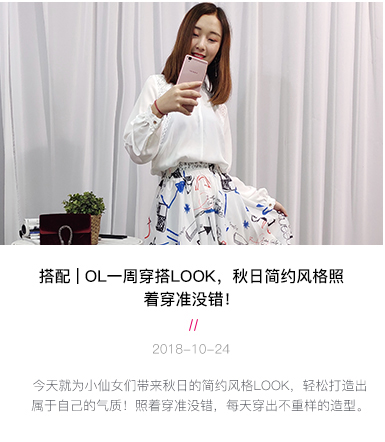 搭配 | OL一周穿搭LOOK，秋日简约风格照
着穿准没错！
//
2018-10-24
今天就为小仙女们带来秋日的简约风格LOOK，轻松打造出
属于自己的气质！照着穿准没错，每天穿出不重样的造型。